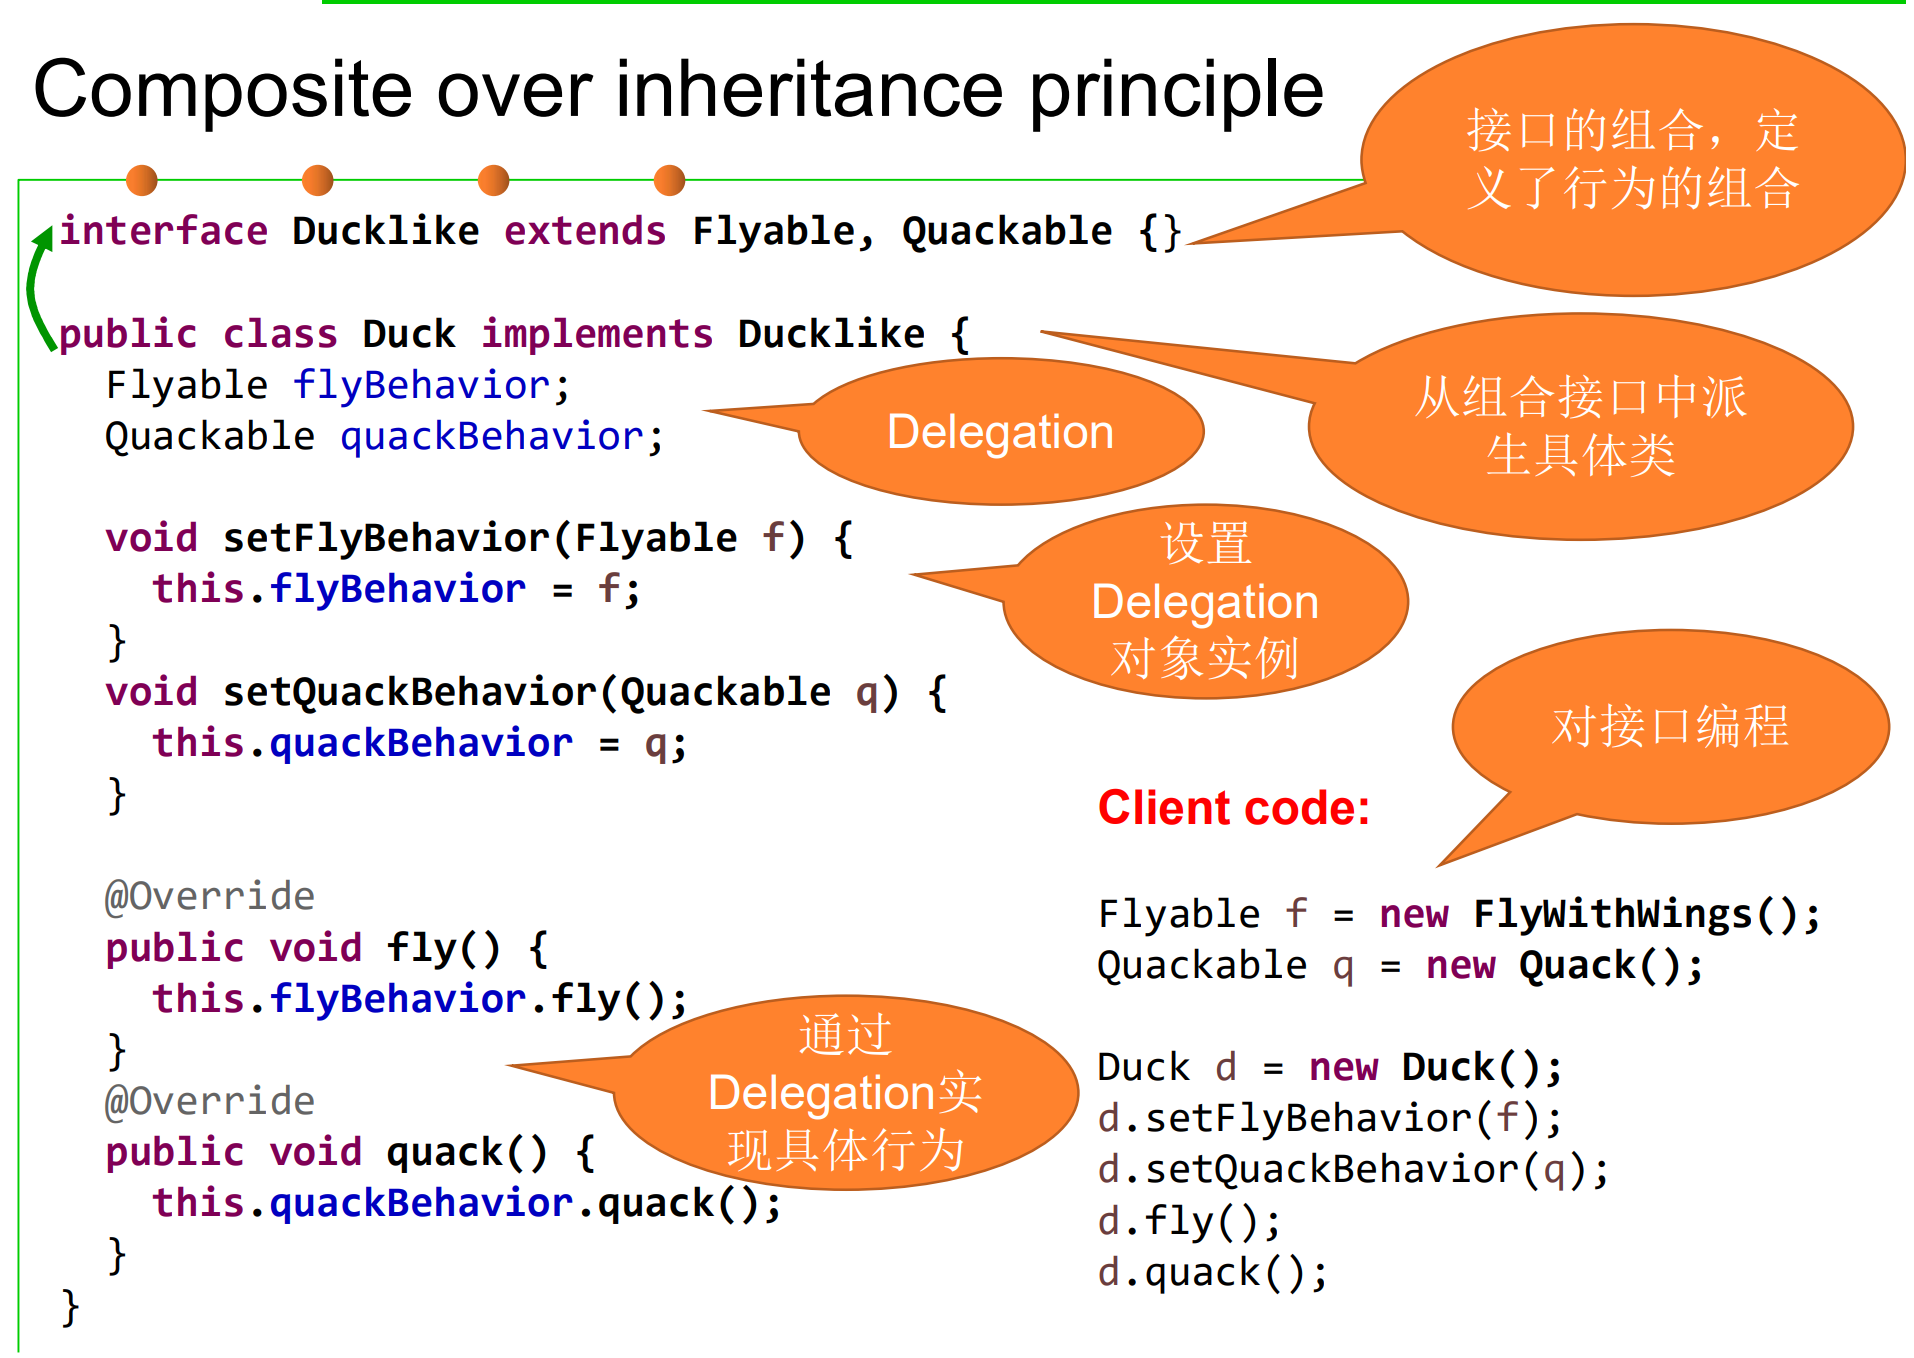 Composite over inheritance principle
接口的组合，定
义了行为的组合
interface Ducklike extends Flyable, Quackable {}
public class Duck implements Ducklike {
从组合接口中派
生具体类
Flyable flyBehavior;
Quackable quackBehavior;
Delegation
void setFlyBehavior(Flyable f) {
this.flyBehavior = f;
}
设置
Delegation
对象实例
void setQuackBehavior(Quackable q) {
this.quackBehavior = q;
}
@Override
public void fly() {
this.flyBehavior.fly();
}
@Override
public void quack() {
this.quackBehavior.quack();
}
}
通过
Delegation实
现具体行为
对接口编程
Client code:
Flyable f = new FlyWithWings();
Quackable q = new Quack();
Duck d = new Duck();
d.setFlyBehavior(f);
d.setQuackBehavior(q);
d.fly();
d.quack();